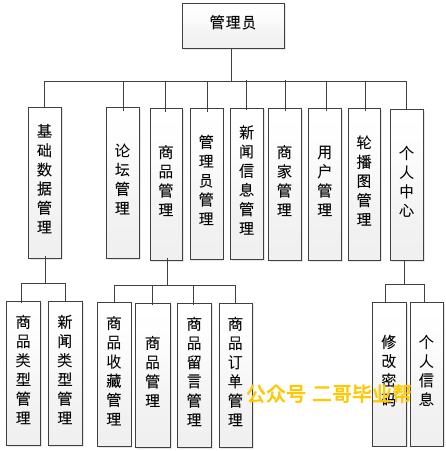 管理员
基础数据管理
论坛管理
商品管理
管理员管理
新闻信息管理
商家管理
用户管理
轮播图管理
个人中心
商品类型管理
新闻类型管理
商品收藏管理
商品管理
商品留言管理
商品订单管理
修改密码
个人信息
公众号 二哥毕业帮